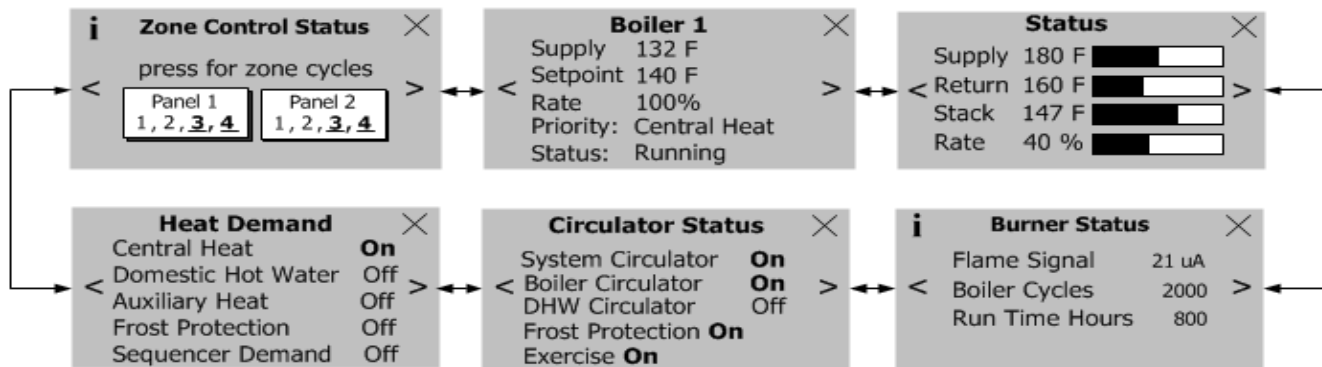 i Zone Control Status
press for zone cycles
< >
Panel 1
1, 2, 3, 4
Panel 2
1, 2, 3, 4
Boiler 1
Supply 132 F
< Setpoint 140 F >
Rate 100%
Priority: Central Heat
Status: Running
Status
Supply 180 F
< Return 160 F >
Stack 147 F
Rate 40 %
Heat Demand
Central Heat On
< Domestic Hot Water Off >
Auxiliary Heat Off
Frost Protection Off
Sequencer Demand Off
Circulator Status
System Circulator On
< Boiler Circulator On >
DHW Circulator Off
Frost Protection On
Exercise On
i Burner Status
Flame Signal 21 uA
< Boiler Cycles 2000 >
Run Time Hours 800